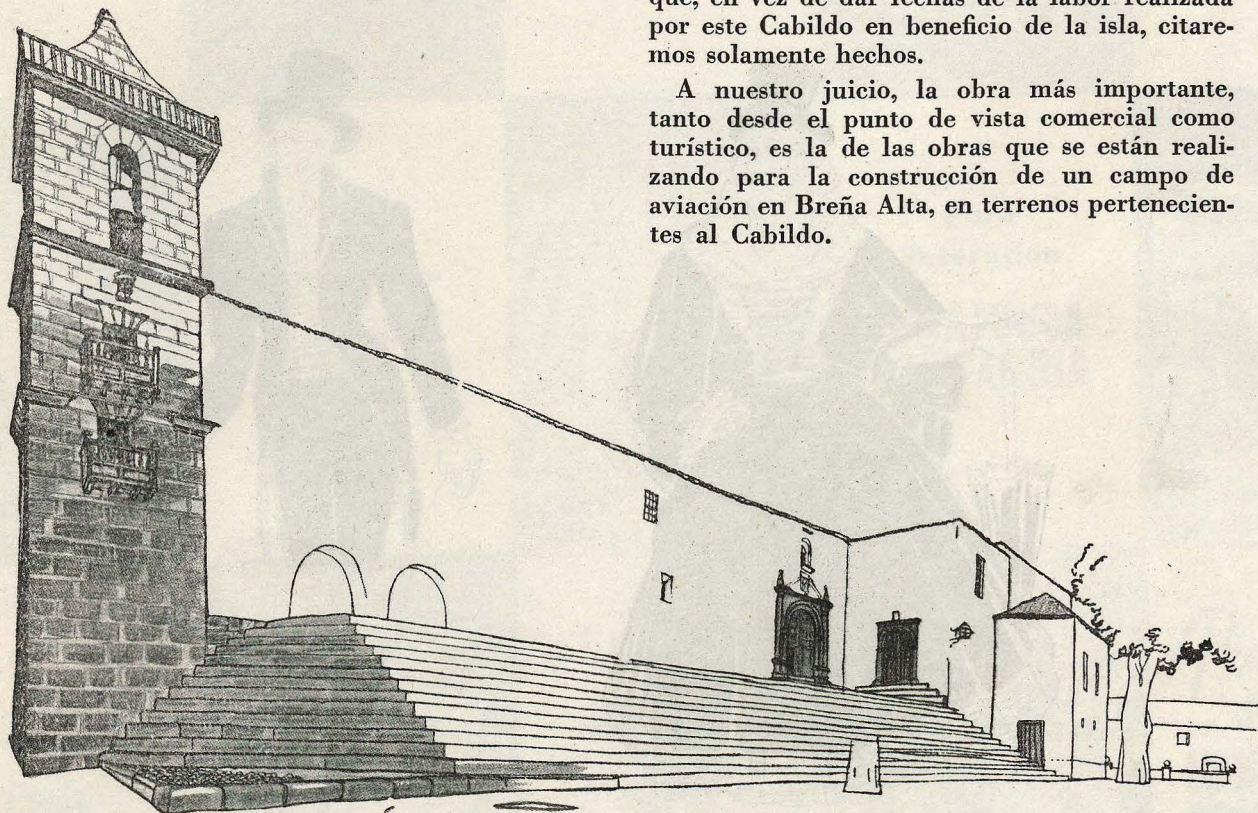 que, en vez de dar fechas de la labor realizada
por este Cabildo en beneficio de la isla, citare-
mos solamente hechos.
A nuestro juicio, la obra más importante,
tanto desde el punto de vista comercial como
turístico, es la de las obras que se están reali-
zando para la construcción de un campo de
aviación en Breña Alta, en terrenos pertenecien-
tes al Cabildo.